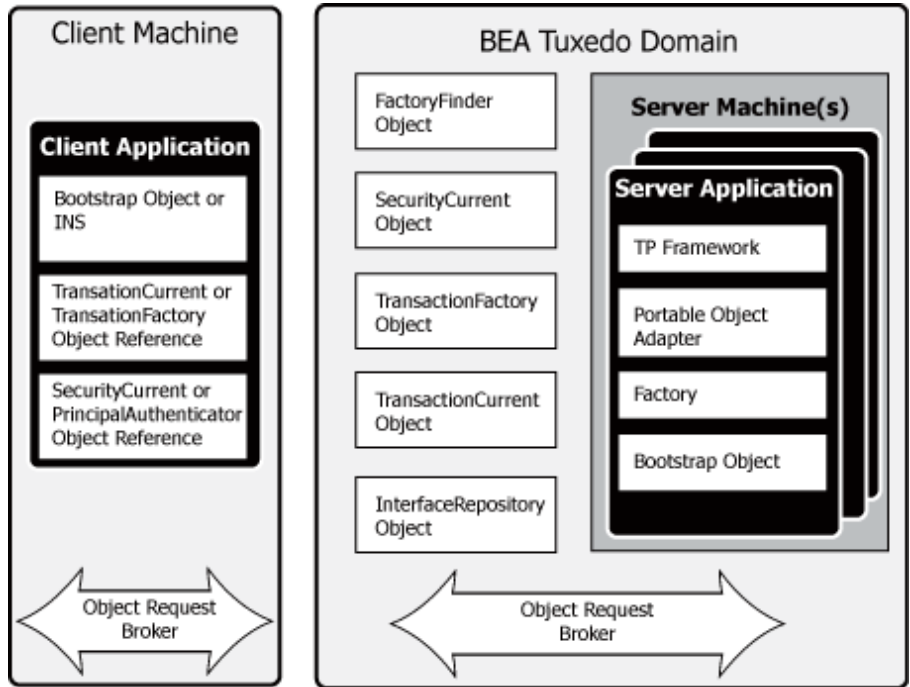 Client Machine
Client Application
Bootstrap Object or
INS
TransationCurrent or
TransationFactory
Object Reference
SecurityCurrent or
PrincipalAuthenticator
Object Reference
Object Request
Broker
BEA Tuxedo Domain
FactoryFinder
Object
SecurityCurrent
Object
TransactionFactory
Object
TransactionCurrent
Object
InterfaceRepository
Object
Server Machine(s)
Server Application
TP Framework
Portable Object
Adapter
Factory
Bootstrap Object
Object Request
Broker